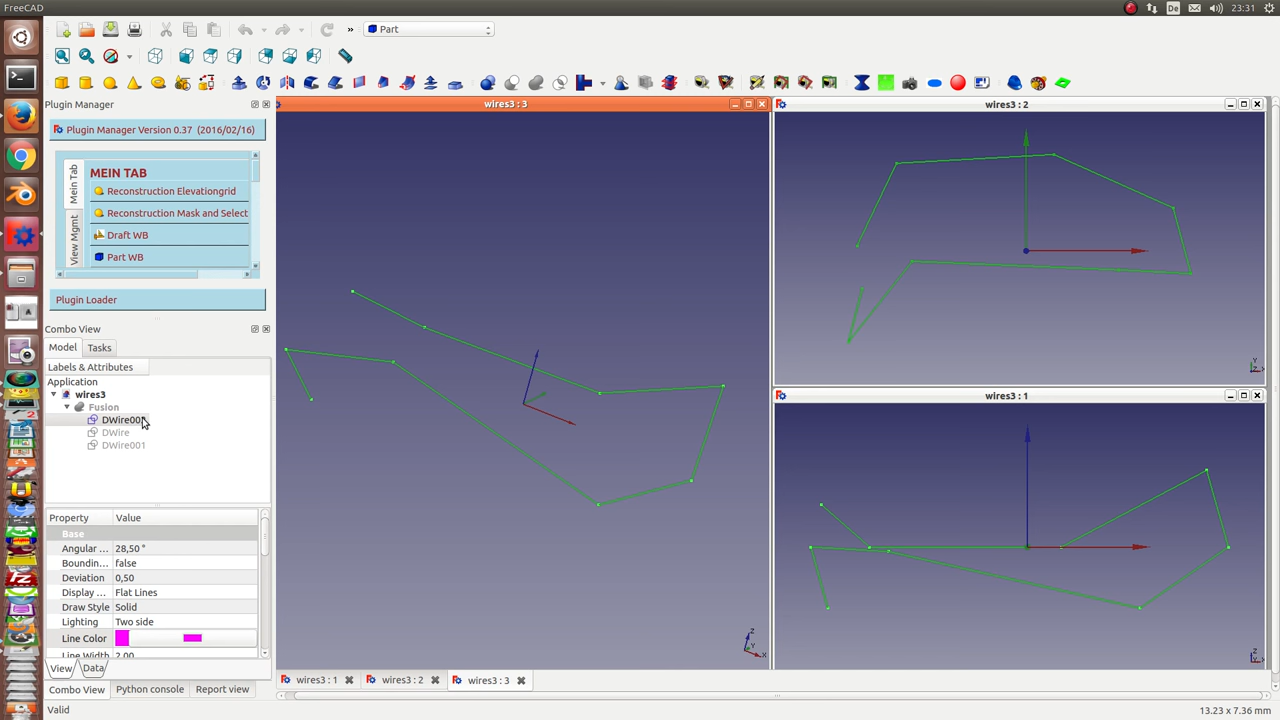 FreeCAD
De
23:31
»
Part
Plugin Manager
Plugin Manager Version 0.37 (2016/02/16)
Mein Tab
View Mgmt
MEIN TAB
Reconstruction Elevationgrid
Reconstruction Mask and Select
Draft WB
Part WB
Plugin Loader
Combo View
Model
Tasks
Labels & Attributes
Application
wires3
Fusion
DWire00
DWire
DWire001
Property
Value
Base
Angular ...
28,50 °
Boundin...
false
Deviation
0,50
Display ...
Flat Lines
Draw Style
Solid
Lighting
Two side
Line Color
Line Width
2.00
View
Data
Combo View
Python console
Report view
Valid
wires3 : 3
wires3 : 2
wires3 : 1
wires3 : 1
wires3 : 2
wires3 : 3
Z
Y
X
13.23 x 7.36 mm